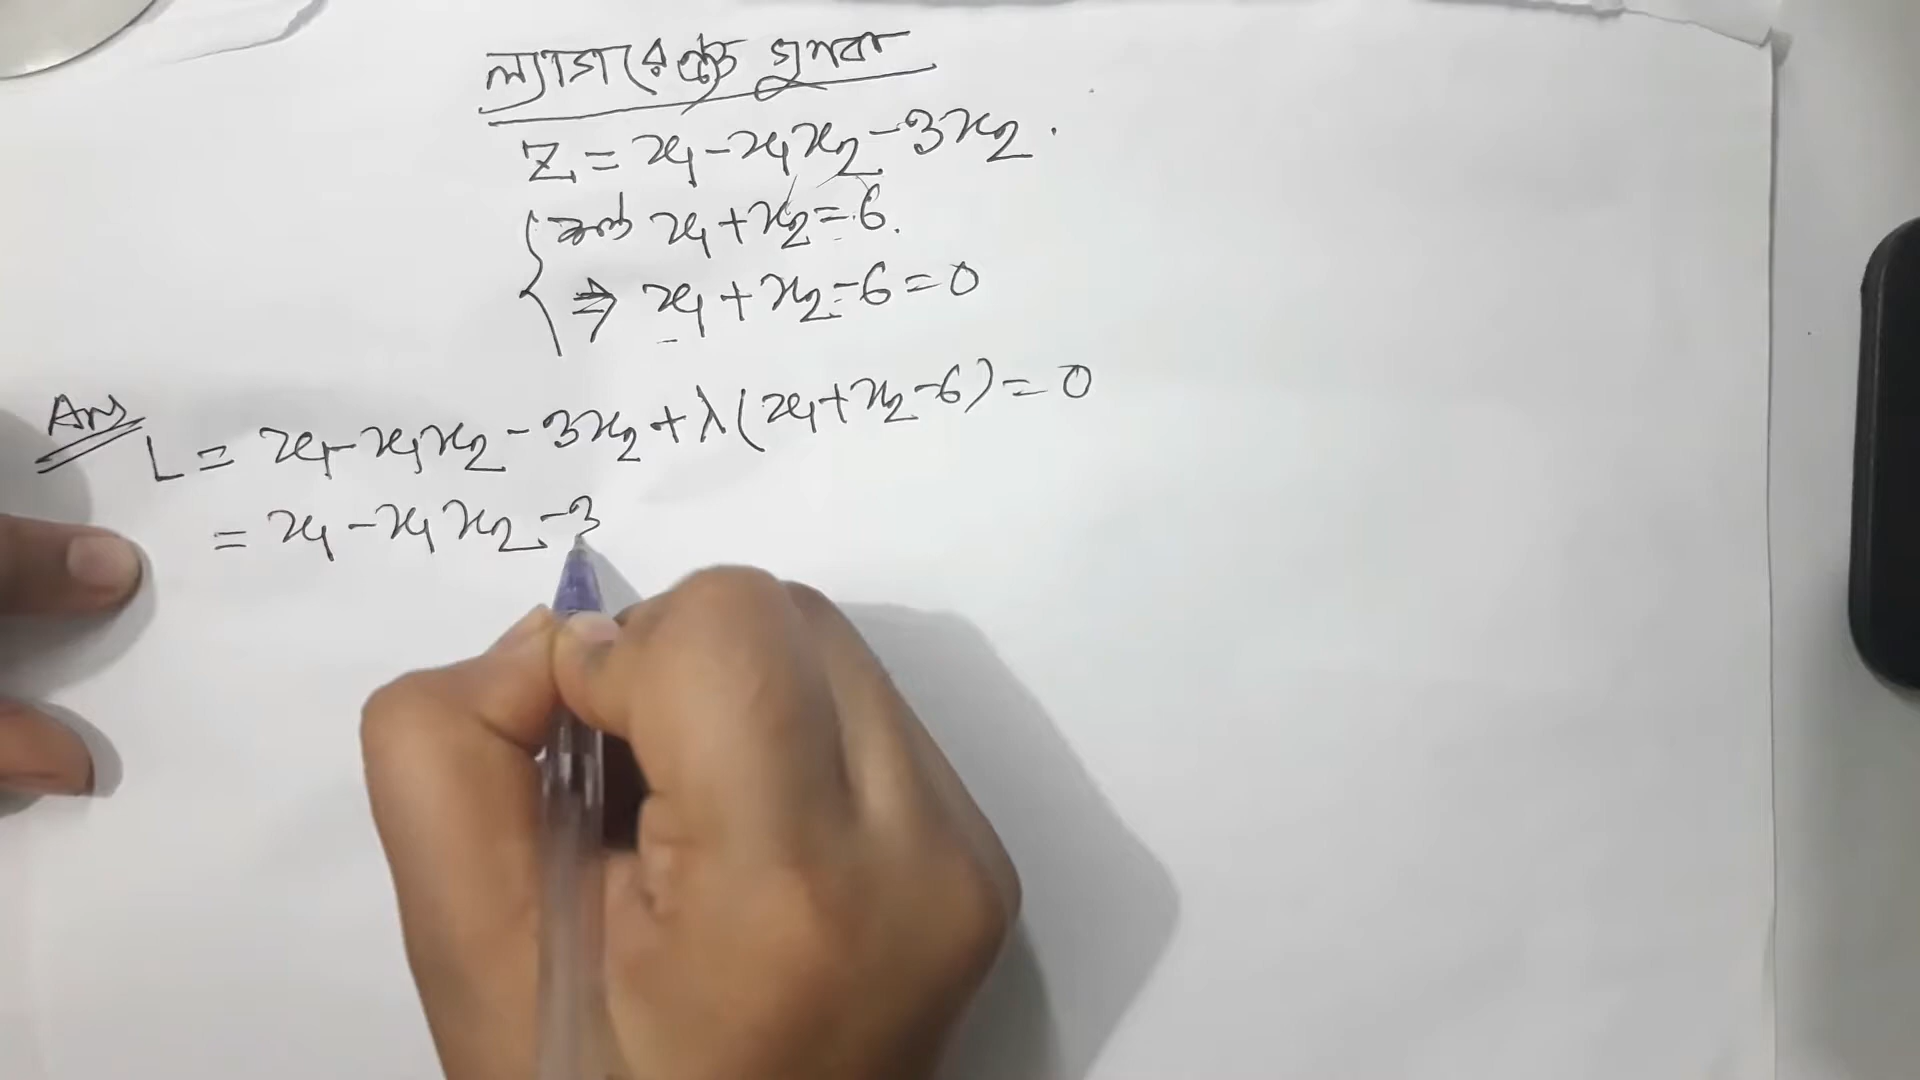 ল্যাগরেঞ্জ গুণক
Z = x₁ - x₁x₂ - 3x₂.
x₁ + x₂ = 6.
⇒ x₁ + x₂ - 6 = 0
Ans
L = x₁ - x₁x₂ - 3x₂ + λ(x₁ + x₂ - 6) = 0
= x₁ - x₁x₂ - 3